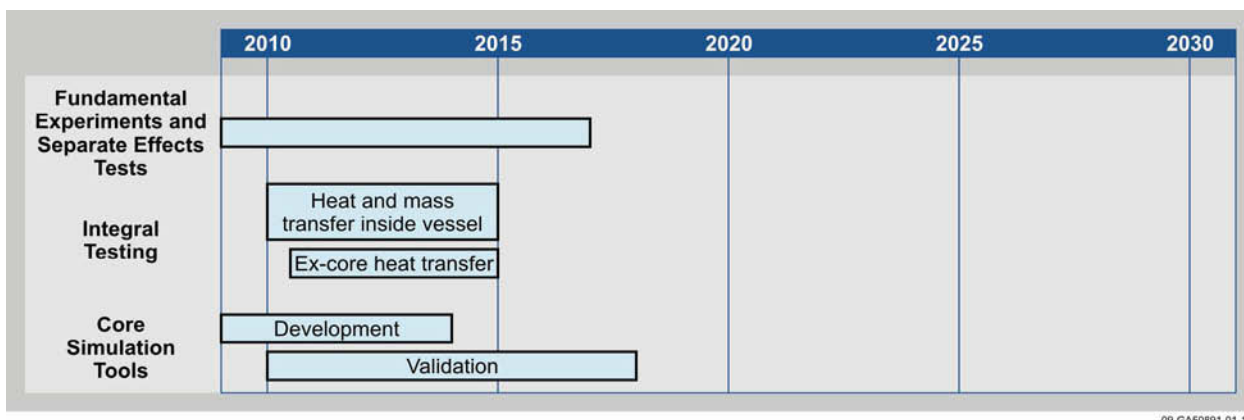 2010 2015 2020 2025 2030
Fundamental
Experiments and
Separate Effects
Tests
Integral
Testing
Heat and mass
transfer inside vessel
Ex-core heat transfer
Core
Simulation
Tools
Development
Validation